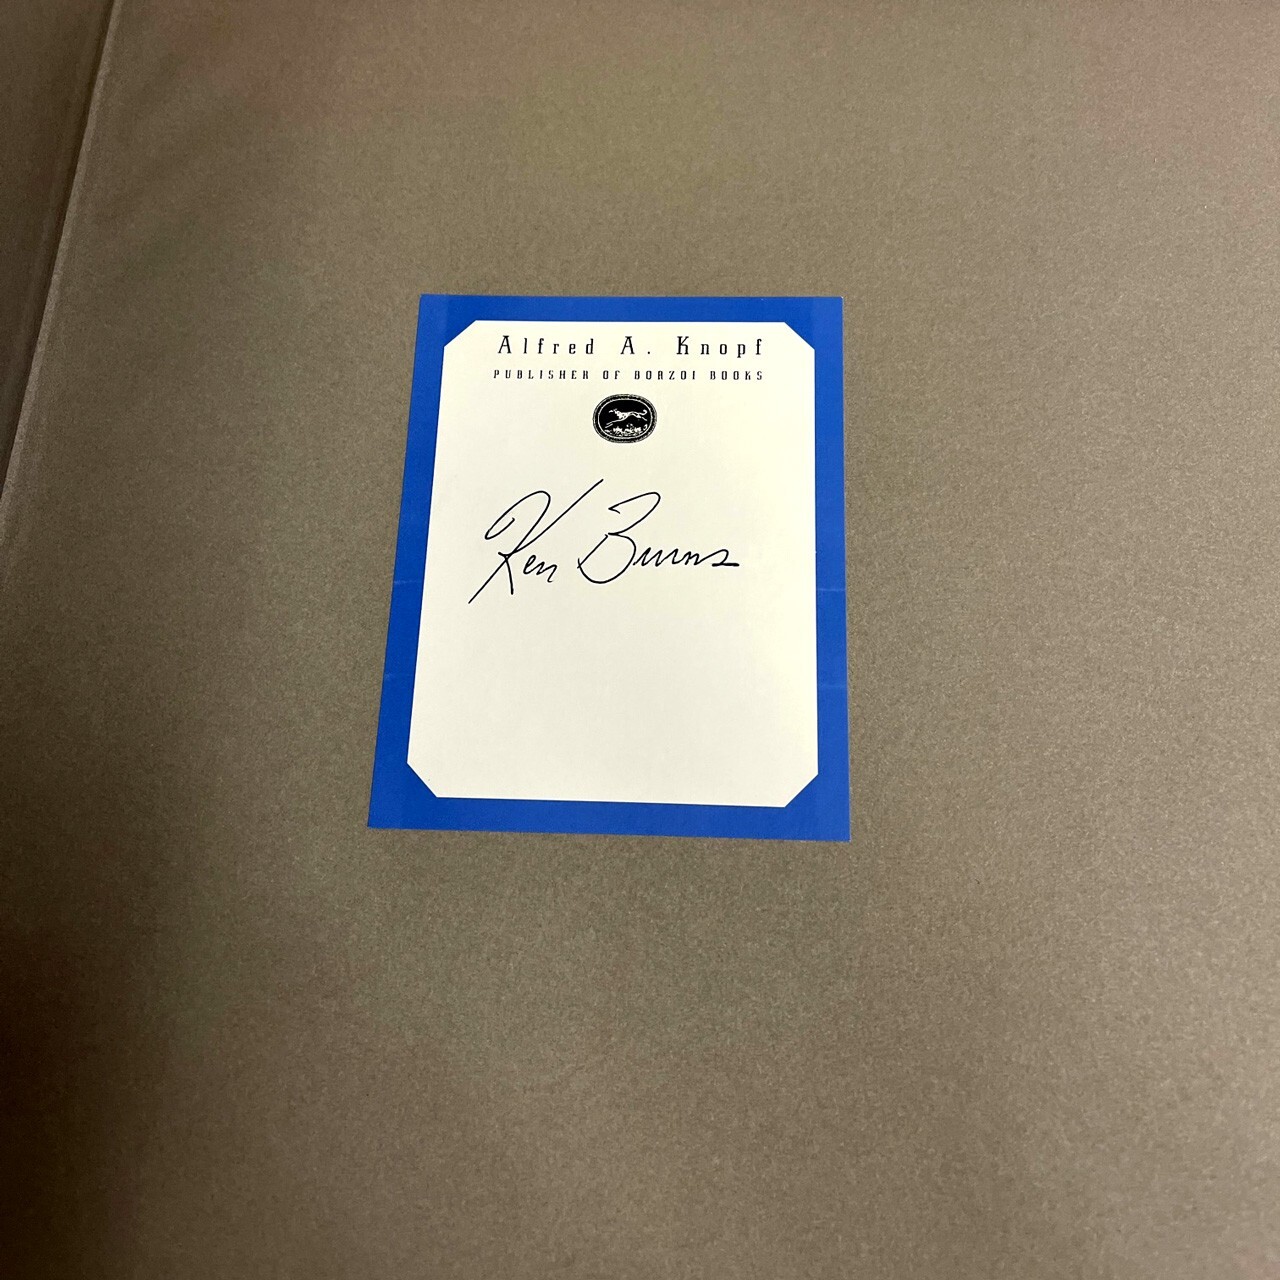 Alfred A. Knopf
PUBLISHER OF BORZOI BOOKS
Ken Burns